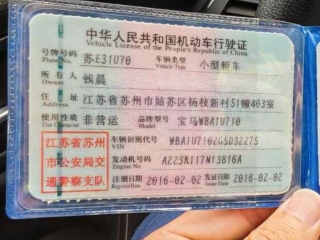 中华人民共和国机动车行驶证
Vehicle License of the People's Republic of China
号牌号码 苏E31U70 车辆类型 小型轿车
Plate No. Vehicle Type
所有人 钱晨
Owner
住址 江苏省苏州市姑苏区杨枝新村51幢403室
Address
使用性质 非营运 品牌型号 宝马WBA1U710
Use Character Model
江苏省苏州
市公安局交
通警察支队
车辆识别代号
VIN
发动机号码
Engine No.
注册日期 2016-02-02 发证日期 2016-02-02
Register Date Issue Date